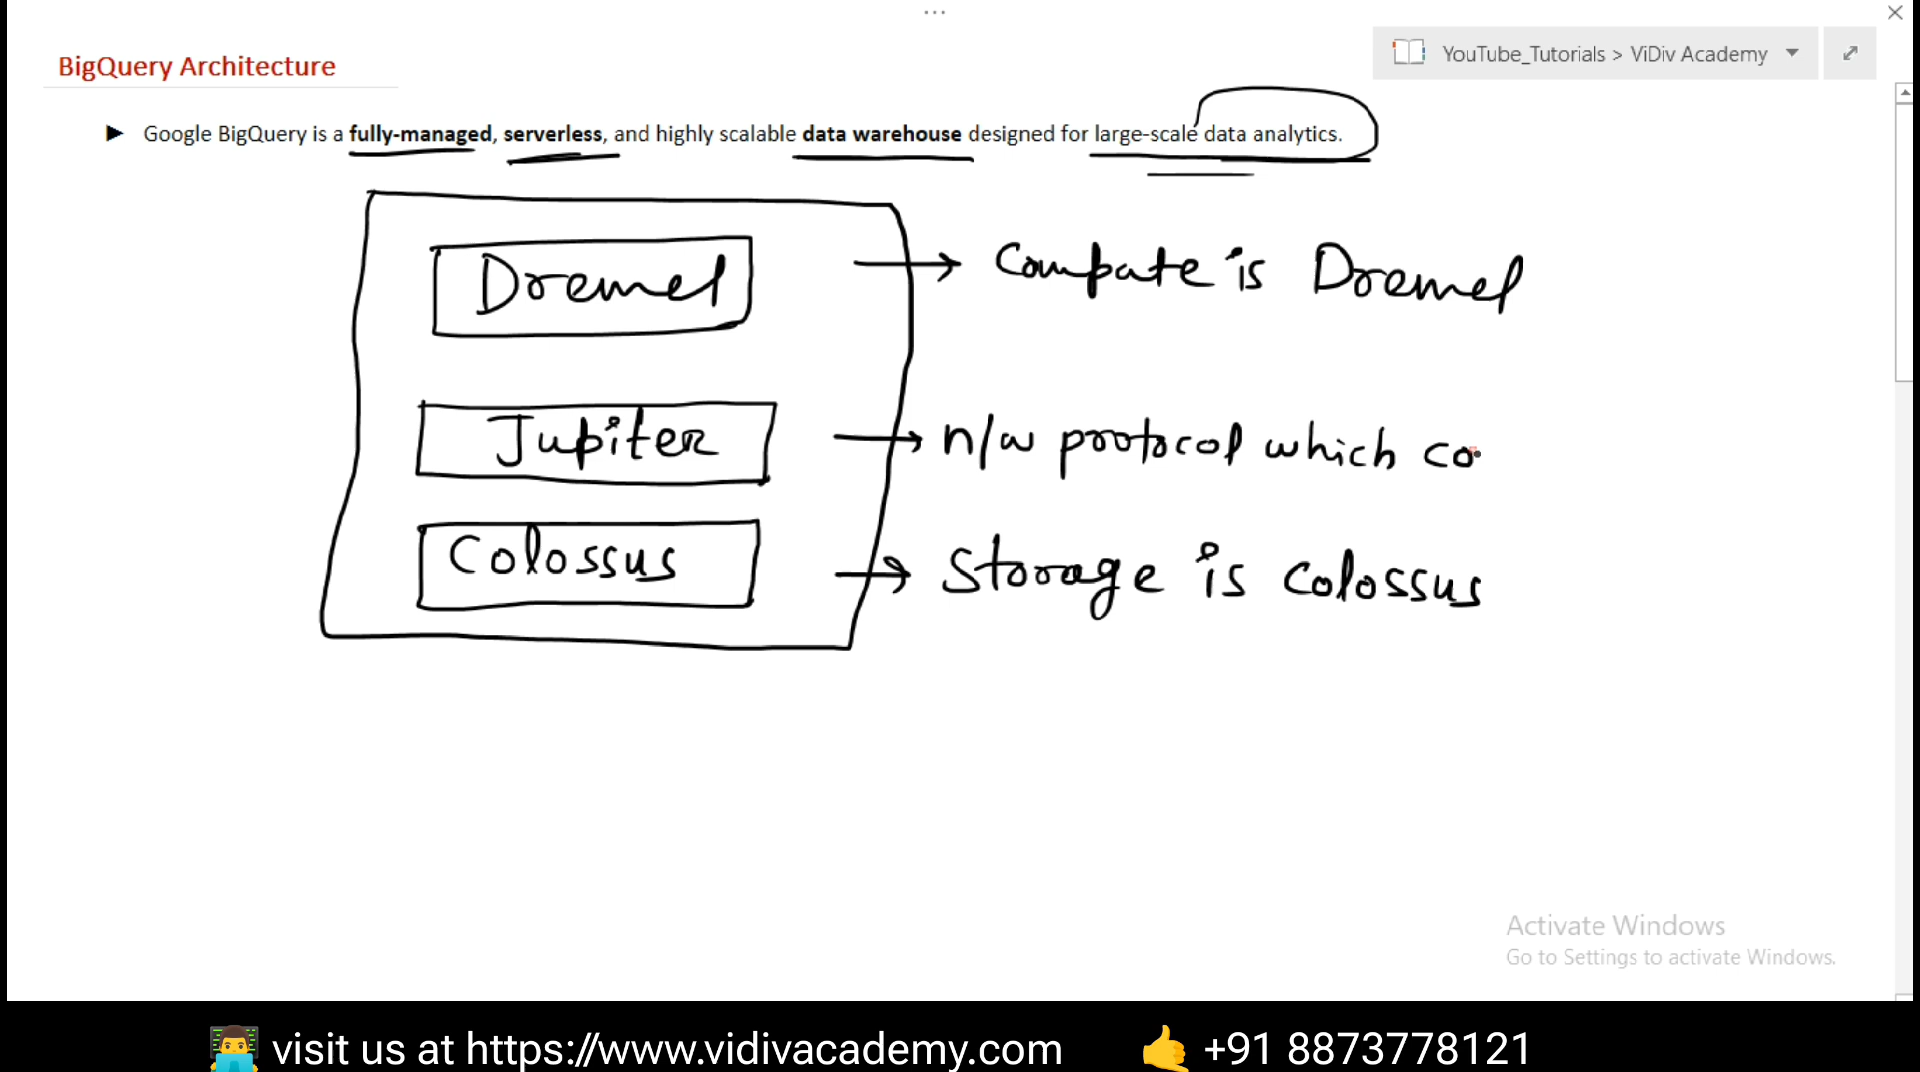 YouTube_Tutorials > ViDiv Academy
BigQuery Architecture
► Google BigQuery is a fully-managed, serverless, and highly scalable data warehouse designed for large-scale data analytics.
Dremel → Compute is Dremel
Jupiter → n/w protocol which co
Colossus → Storage is Colossus
Activate Windows
Go to Settings to activate Windows.
visit us at https://www.vidivacademy.com 🤙 +91 8873778121